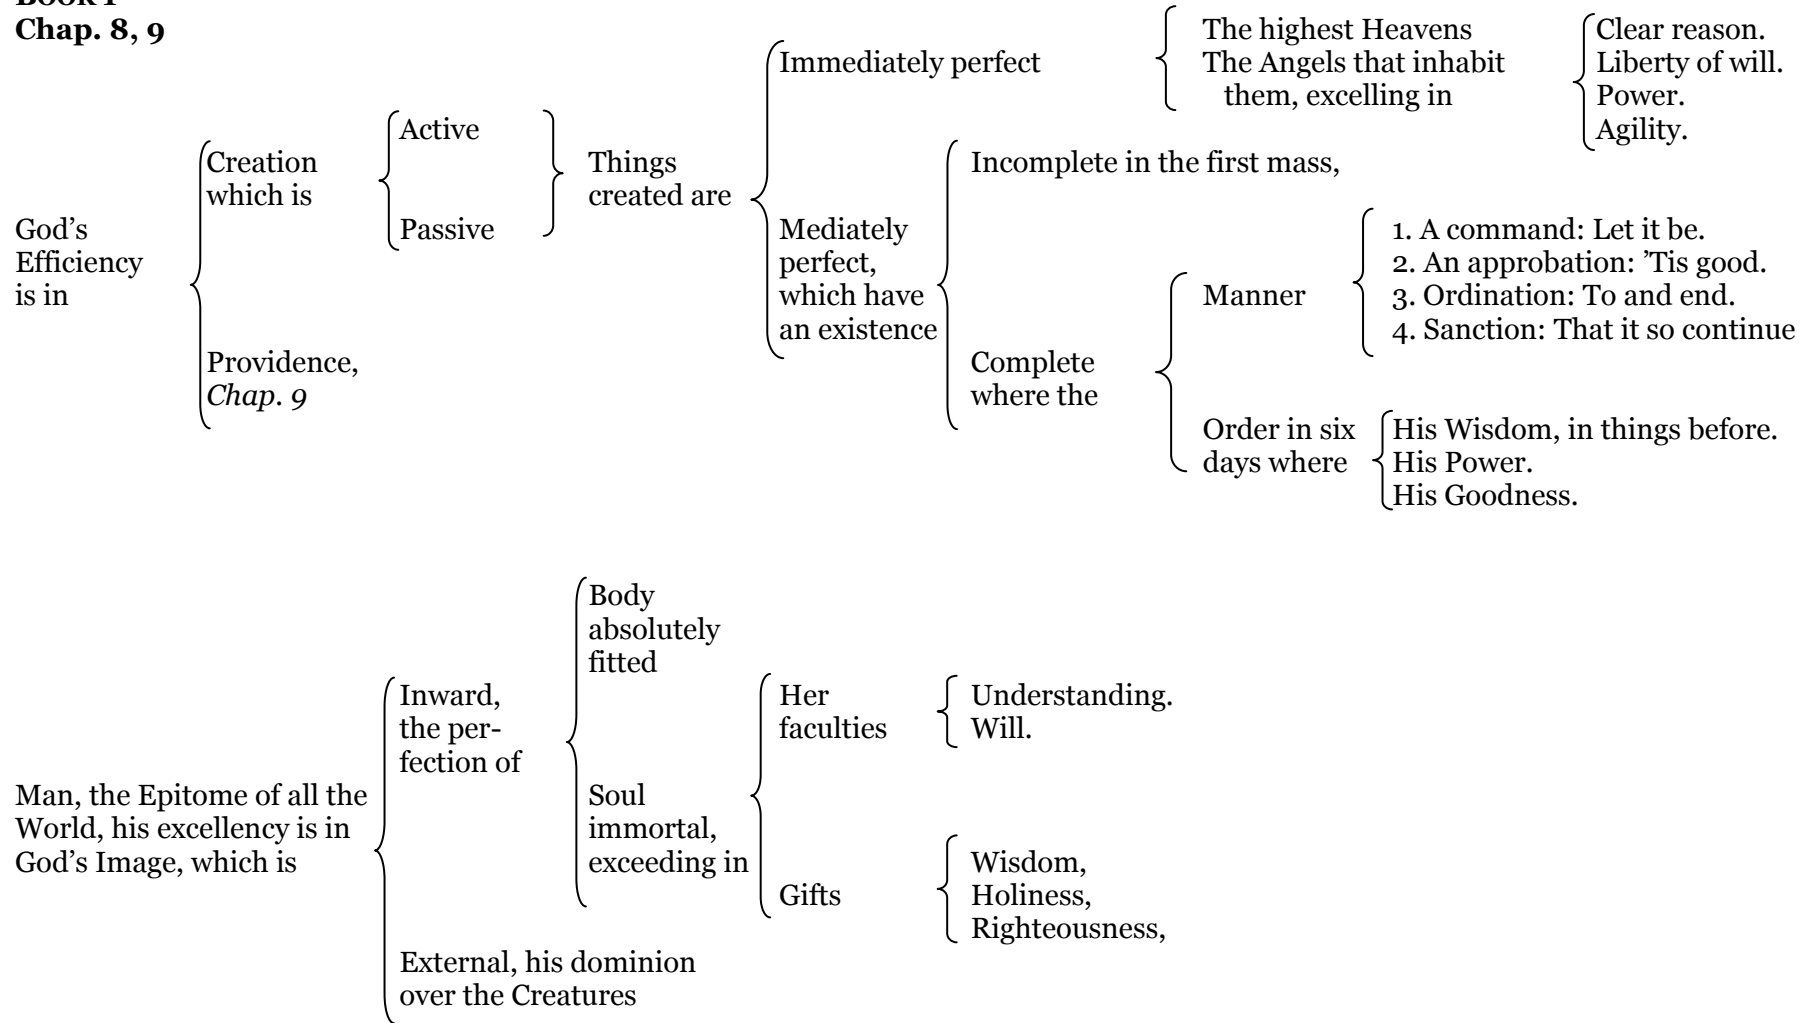 BOOK I
Chap. 8, 9
God’s
Efficiency
is in
Creation
which is
Providence,
Chap. 9
Active
Passive
Things
created are
Immediately perfect
The highest Heavens
The Angels that inhabit
them, excelling in
Clear reason.
Liberty of will.
Power.
Agility.
Mediately
perfect,
which have
an existence
Incomplete in the first mass,
Complete
where the
Manner
1. A command: Let it be.
2. An approbation: ’Tis good.
3. Ordination: To and end.
4. Sanction: That it so continue
Order in six
days where
His Wisdom, in things before.
His Power.
His Goodness.
Man, the Epitome of all the
World, his excellency is in
God’s Image, which is
Inward,
the per-
fection of
Body
absolutely
fitted
Soul
immortal,
exceeding in
Her
faculties
Understanding.
Will.
Gifts
Wisdom,
Holiness,
Righteousness,
External, his dominion
over the Creatures